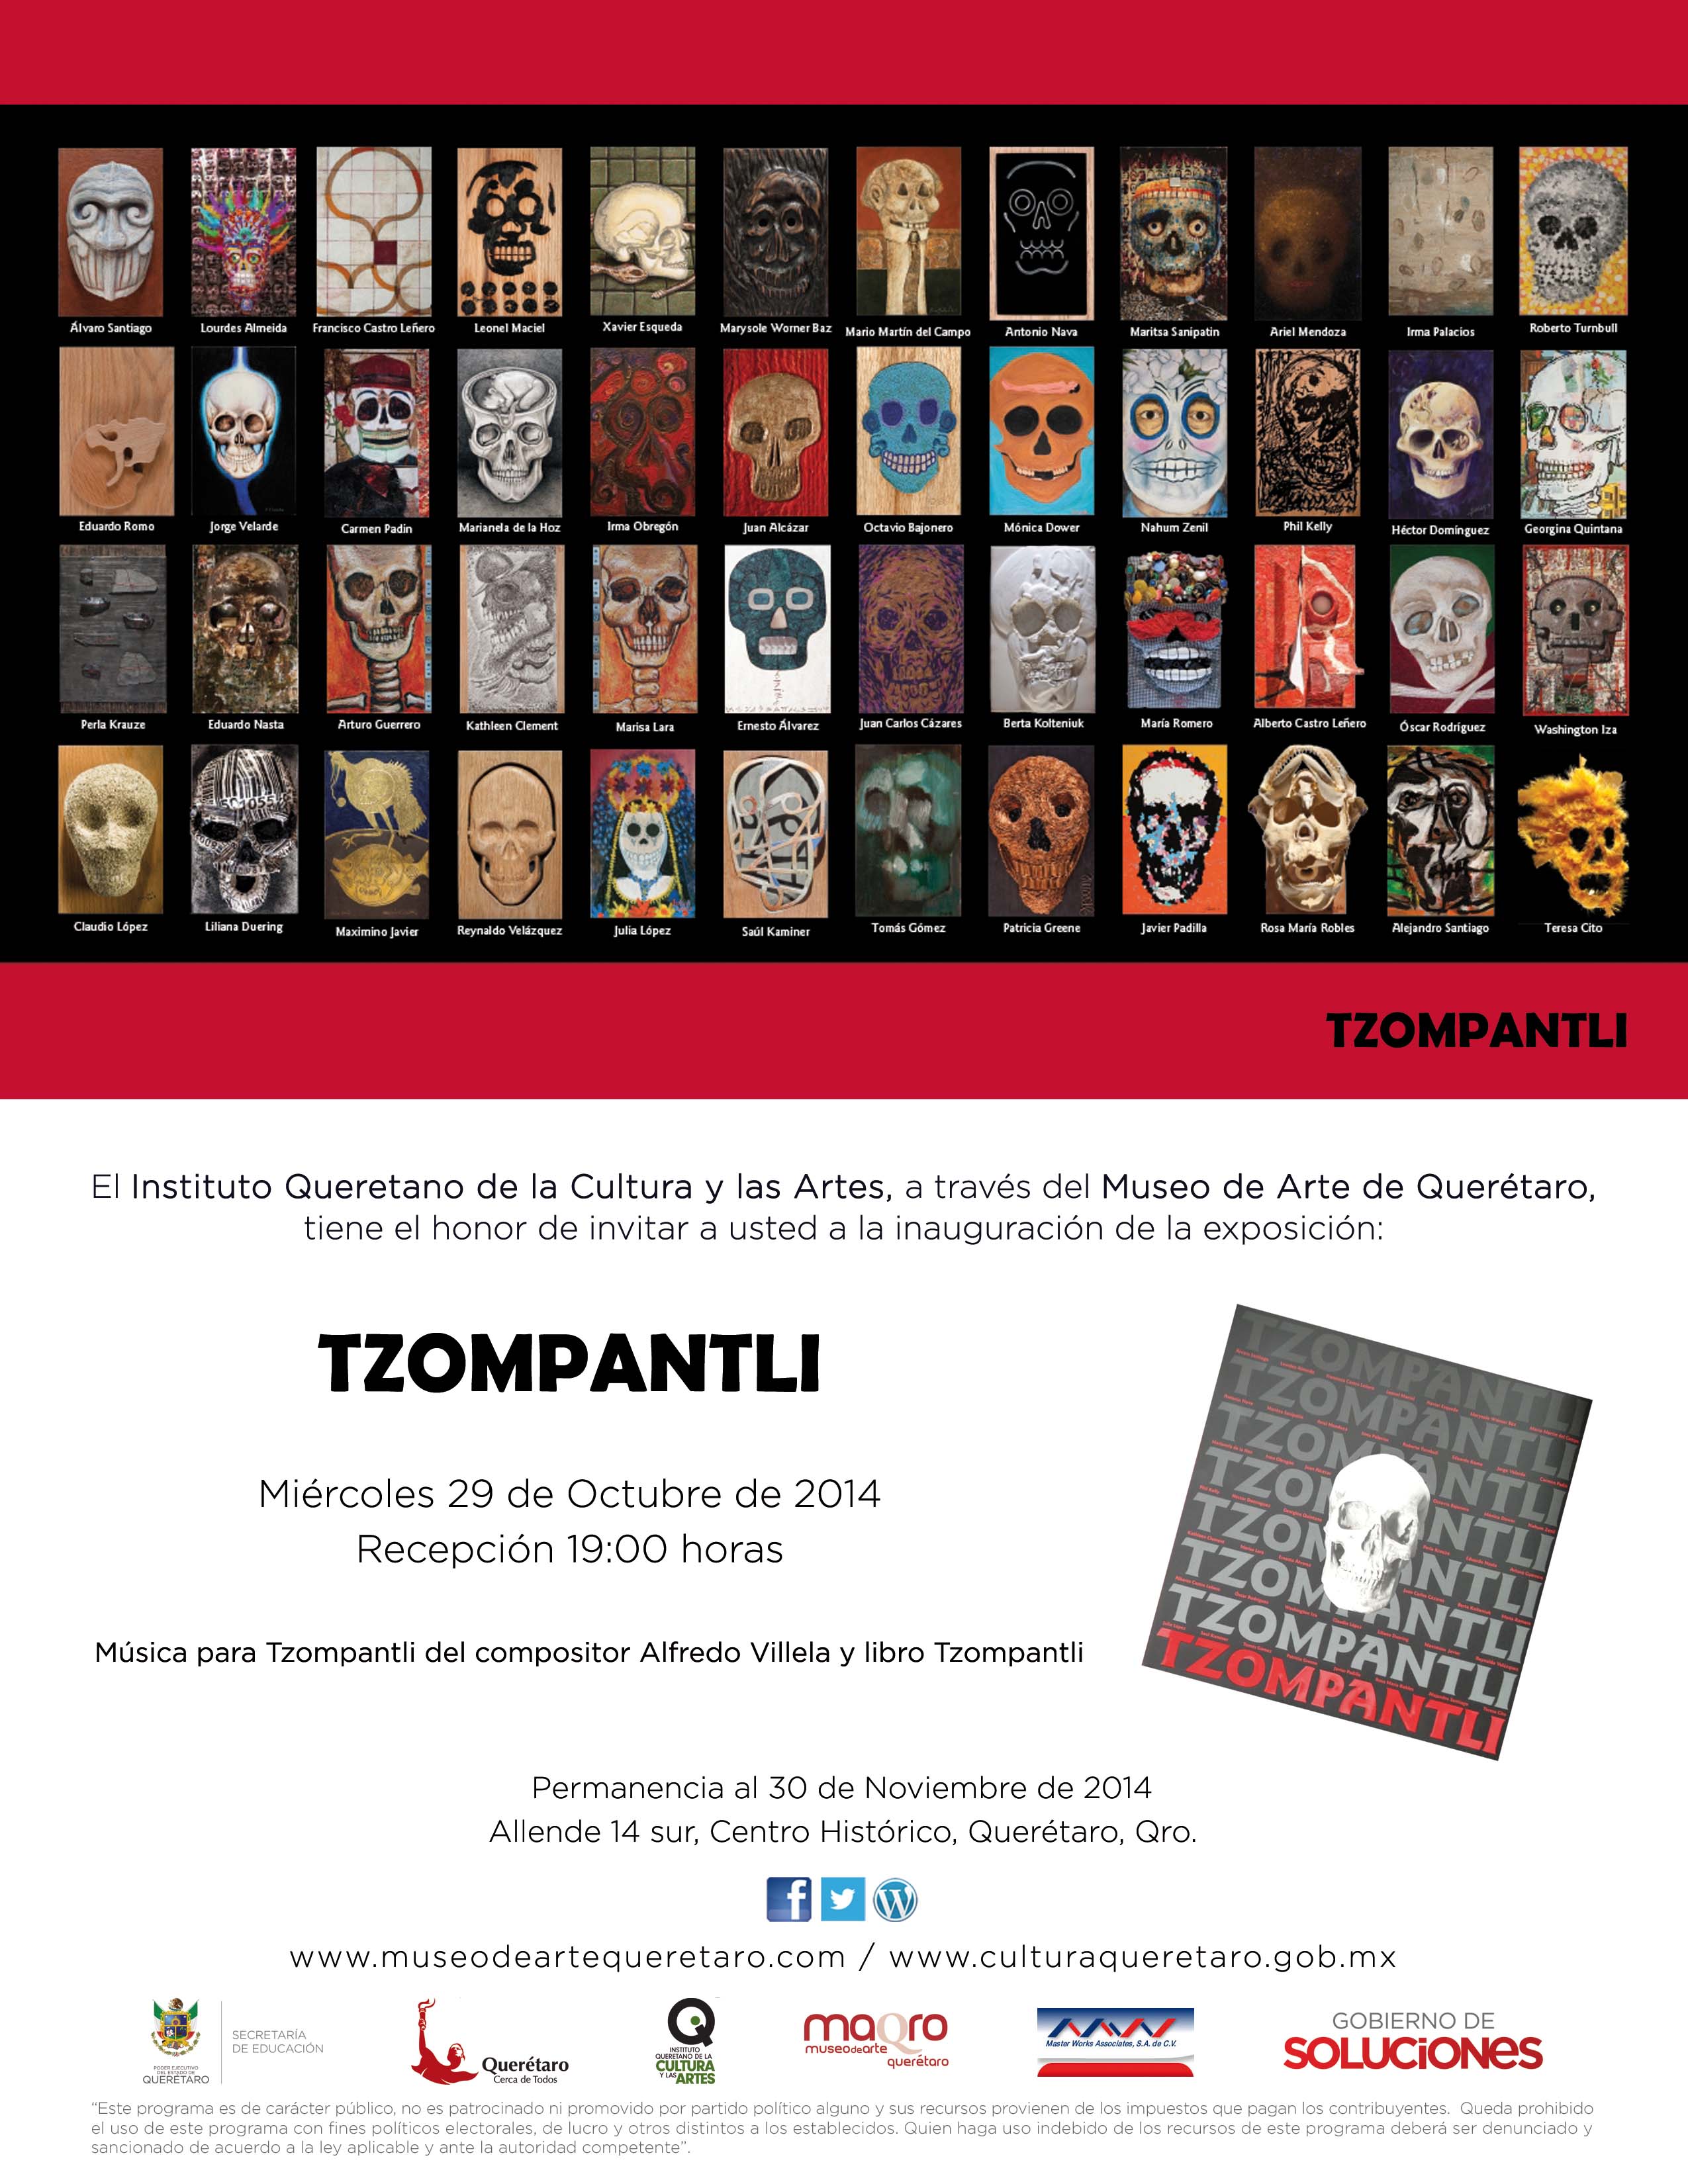 Álvaro Santiago
Lourdes Almeida
Francisco Castro Leñero
Leonel Maciel
Xavier Esqueda
Marysole Worner Baz
Mario Martín del Campo
Antonio Nava
Maritsa Sanipatin
Ariel Mendoza
Irma Palacios
Roberto Turnbull
Eduardo Romo
Jorge Velarde
Carmen Padin
Marianela de la Hoz
Irma Obregón
Juan Alcázar
Octavio Bajonero
Mónica Dower
Nahum Zenil
Phil Kelly
Héctor Domínguez
Georgina Quintana
Perla Krauze
Eduardo Nasta
Arturo Guerrero
Kathleen Clement
Marisa Lara
Ernesto Álvarez
Juan Carlos Cázares
Berta Kolteniuk
María Romero
Alberto Castro Leñero
Óscar Rodríguez
Washington Iza
Claudio López
Liliana Duering
Maximino Javier
Reynaldo Velázquez
Julia López
Saúl Kaminer
Tomás Gómez
Patricia Greene
Javier Padilla
Rosa María Robles
Alejandro Santiago
Teresa Cito
TZOMPANTLI
El Instituto Queretano de la Cultura y las Artes, a través del Museo de Arte de Querétaro,
tiene el honor de invitar a usted a la inauguración de la exposición:
TZOMPANTLI
Miércoles 29 de Octubre de 2014
Recepción 19:00 horas
Música para Tzompantli del compositor Alfredo Villela y libro Tzompantli
TZOMPANTLI
TZOMPANTLI
TZOM ANTLI
TZO NTLI
TZOM NTLI
TZOM ANTLI
TZOMPANTLI
TZOMPANTLI
Permanencia al 30 de Noviembre de 2014
Allende 14 sur, Centro Histórico, Querétaro, Qro.
www.museodeartequeretaro.com / www.culturaqueretaro.gob.mx
PODER EJECUTIVO
DEL ESTADO DE
QUERÉTARO
SECRETARÍA
DE EDUCACIÓN
Querétaro
Cerca de Todos
INSTITUTO
QUERETANO DE LA
CULTURA
Y LAS ARTES
maQro
museodearte
querétaro
Master Works Associates, S.A. de C.V.
GOBIERNO DE
SOLUCiONES
“Este programa es de carácter público, no es patrocinado ni promovido por partido político alguno y sus recursos provienen de los impuestos que pagan los contribuyentes. Queda prohibido
el uso de este programa con fines políticos electorales, de lucro y otros distintos a los establecidos. Quien haga uso indebido de los recursos de este programa deberá ser denunciado y
sancionado de acuerdo a la ley aplicable y ante la autoridad competente”.